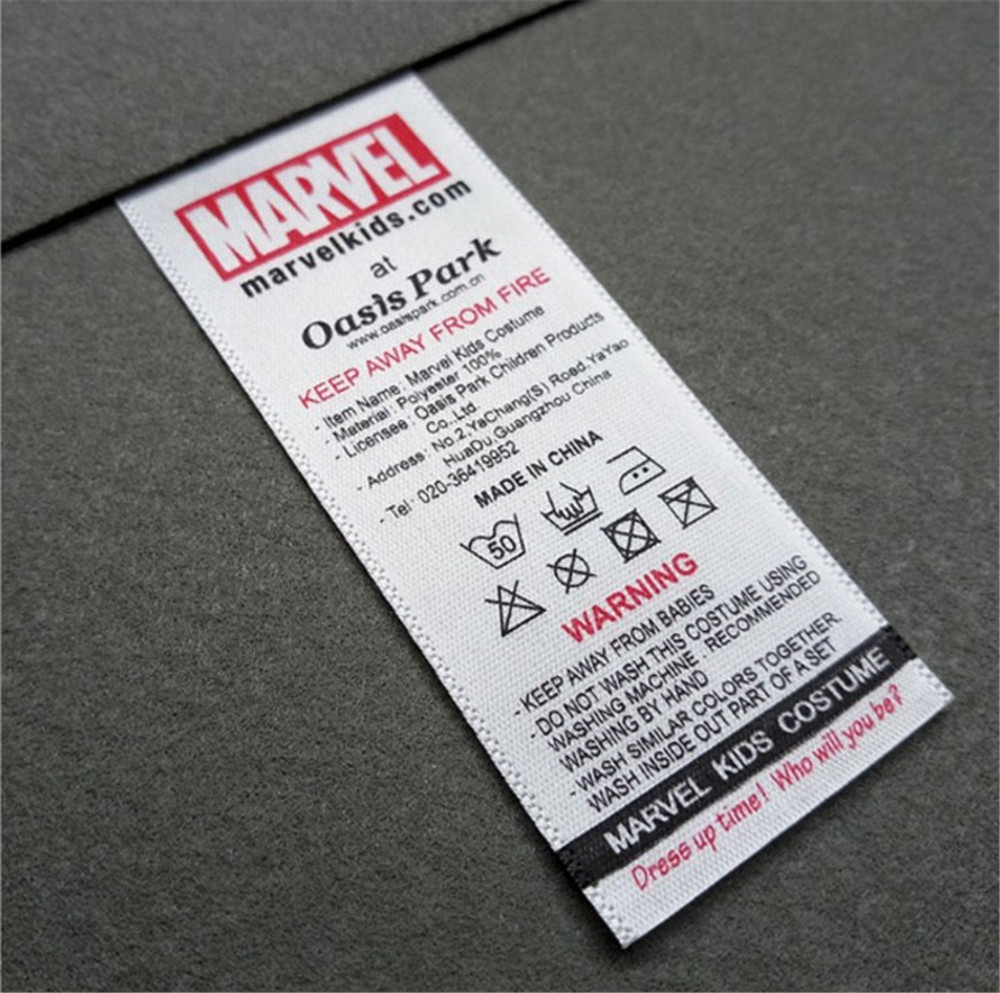 MARVEL
marvelkids.com
at
Oasis Park
www.oasispark.com.cn
KEEP AWAY FROM FIRE
- Item Name: Marvel Kids Costume
- Material: Polyester 100%
- Licensee: Oasis Park Children Products
Co.,Ltd.
- Address: No.2,YaChang(S) Road,YaYao
HuaDu,Guangzhou China
- Tel: 020-36419952
MADE IN CHINA
50
WARNING
- KEEP AWAY FROM BABIES
- DO NOT WASH THIS COSTUME USING
WASHING MACHINE. RECOMMENDED
WASHING BY HAND
- WASH SIMILAR COLORS TOGETHER.
WASH INSIDE OUT PART OF A SET
MARVEL KIDS COSTUME
Dress up time! Who will you be?